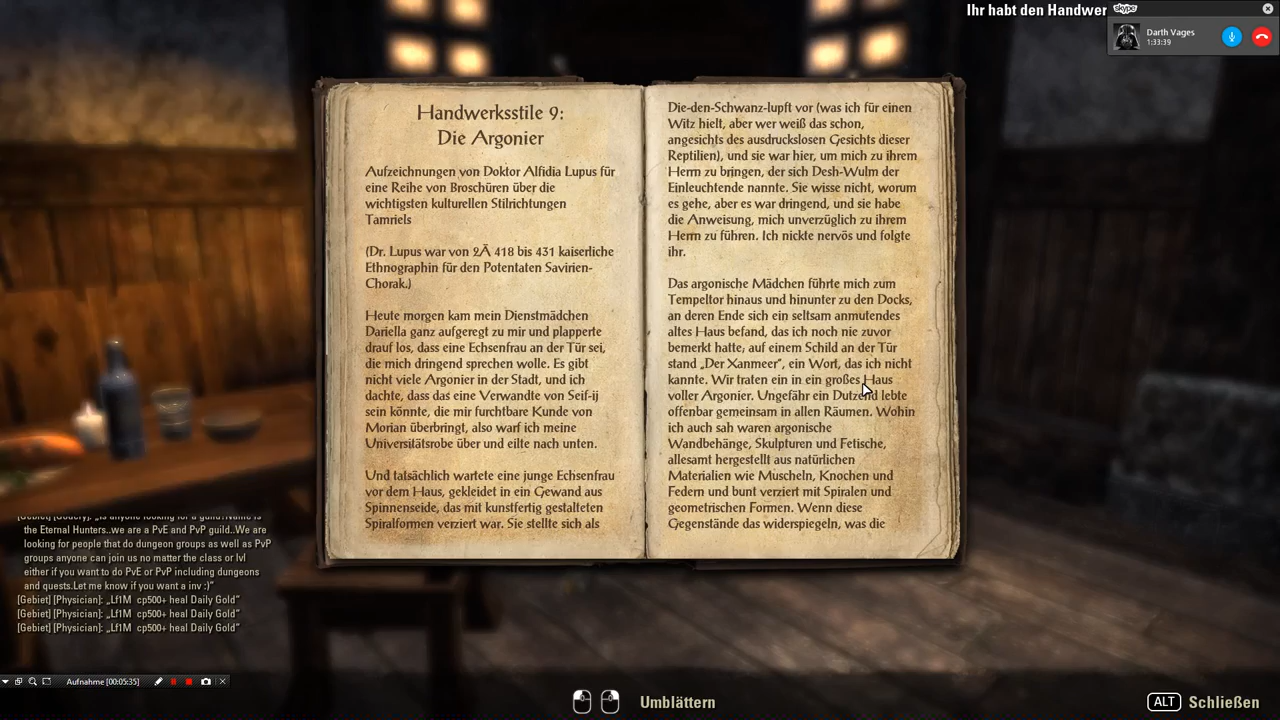 Ihr habt den Handwer
skype
Darth Vages
1:33:39
Handwerksstile 9:
Die Argonier
Aufzeichnungen von Doktor Alfidia Lupus für
eine Reihe von Broschüren über die
wichtigsten kulturellen Stilrichtungen
Tamriels
(Dr. Lupus war von 2Ä 418 bis 431 kaiserliche
Ethnographin für den Potentaten Savirien-
Chorak.)
Heute morgen kam mein Dienstmädchen
Dariella ganz aufgeregt zu mir und plapperte
drauf los, dass eine Echsenfrau an der Tür sei,
die mich dringend sprechen wolle. Es gibt
nicht viele Argonier in der Stadt, und ich
dachte, dass das eine Verwandte von Seif-ij
sein könnte, die mir furchtbare Kunde von
Morian überbringt, also warf ich meine
Universitätsrobe über und eilte nach unten.
Und tatsächlich wartete eine junge Echsenfrau
vor dem Haus, gekleidet in ein Gewand aus
Spinnenseide, das mit kunstfertig gestalteten
Spiralformen verziert war. Sie stellte sich als
Die-den-Schwanz-lupft vor (was ich für einen
Witz hielt, aber wer weiß das schon,
angesichts des ausdruckslosen Gesichts dieser
Reptilien), und sie war hier, um mich zu ihrem
Herrn zu bringen, der sich Desh-Wulm der
Einleuchtende nannte. Sie wisse nicht, worum
es gehe, aber es war dringend, und sie habe
die Anweisung, mich unverzüglich zu ihrem
Herrn zu führen. Ich nickte nervös und folgte
ihr.
Das argonische Mädchen führte mich zum
Tempeltor hinaus und hinunter zu den Docks,
an deren Ende sich ein seltsam anmutendes
altes Haus befand, das ich noch nie zuvor
bemerkt hatte; auf einem Schild an der Tür
stand „Der Xanmeer“, ein Wort, das ich nicht
kannte. Wir traten ein in ein großes Haus
voller Argonier. Ungefähr ein Dutzend lebte
offenbar gemeinsam in allen Räumen. Wohin
ich auch sah waren argonische
Wandbehänge, Skulpturen und Fetische,
allesamt hergestellt aus natürlichen
Materialien wie Muscheln, Knochen und
Federn und bunt verziert mit Spiralen und
geometrischen Formen. Wenn diese
Gegenstände das widerspiegeln, was die
the Eternal Hunters..we are a PvE and PvP guild..We are
looking for people that do dungeon groups as well as PvP
groups anyone can join us no matter the class or lvl
either if you want to do PvE or PvP including dungeons
and quests.Let me know if you want a inv :)“
[Gebiet] [Physician]: „Lf1M cp500+ heal Daily Gold“
[Gebiet] [Physician]: „Lf1M cp500+ heal Daily Gold“
[Gebiet] [Physician]: „Lf1M cp500+ heal Daily Gold“
Aufnahme [00:05:35]
Umblättern
ALT Schließen